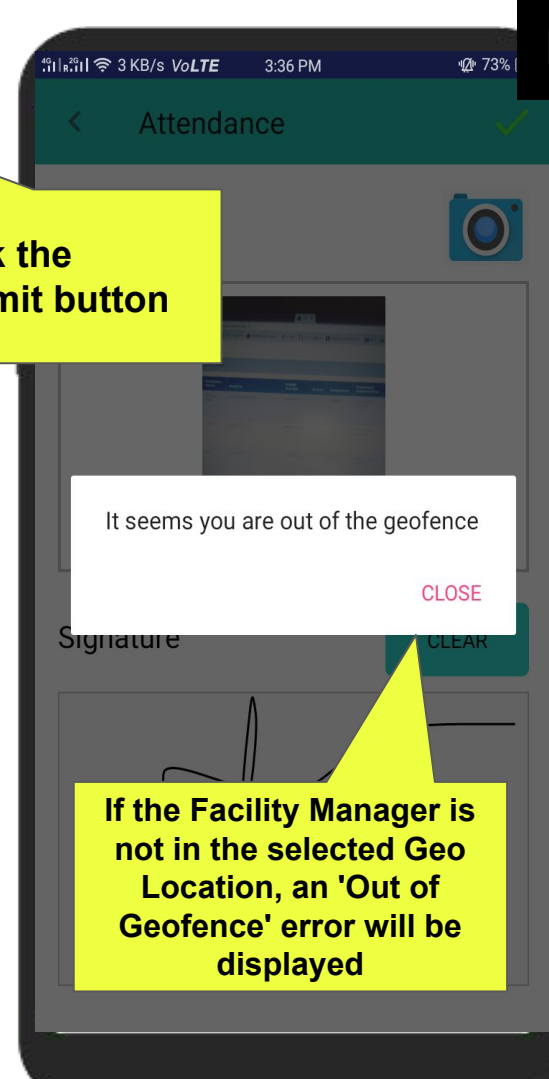 3 KB/s VoLTE 3:36 PM 73%
Attendance
k the
mit button
It seems you are out of the geofence
CLOSE
Signature
CLEAR
If the Facility Manager is
not in the selected Geo
Location, an 'Out of
Geofence' error will be
displayed